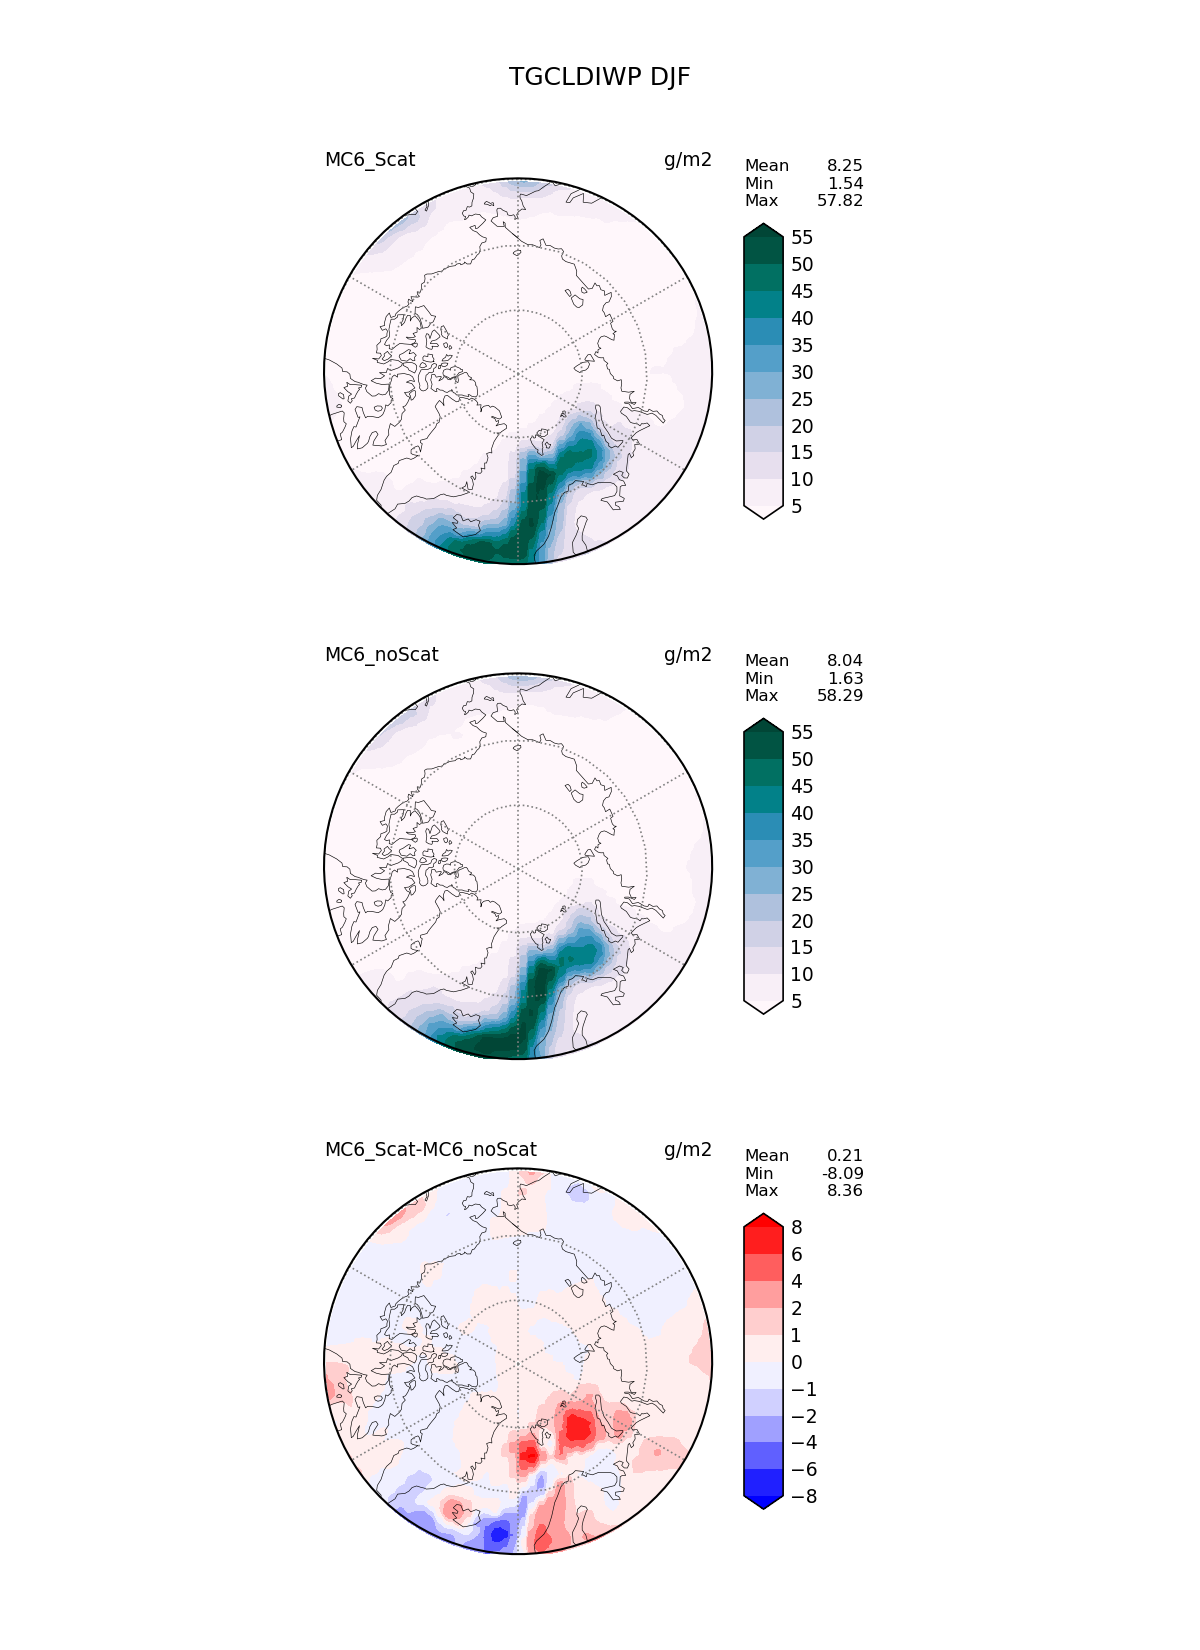 TGCLDIWP DJF
MC6_Scat g/m2
Mean 8.25
Min 1.54
Max 57.82
55
50
45
40
35
30
25
20
15
10
5
MC6_noScat g/m2
Mean 8.04
Min 1.63
Max 58.29
55
50
45
40
35
30
25
20
15
10
5
MC6_Scat-MC6_noScat g/m2
Mean 0.21
Min -8.09
Max 8.36
8
6
4
2
1
0
−1
−2
−4
−6
−8